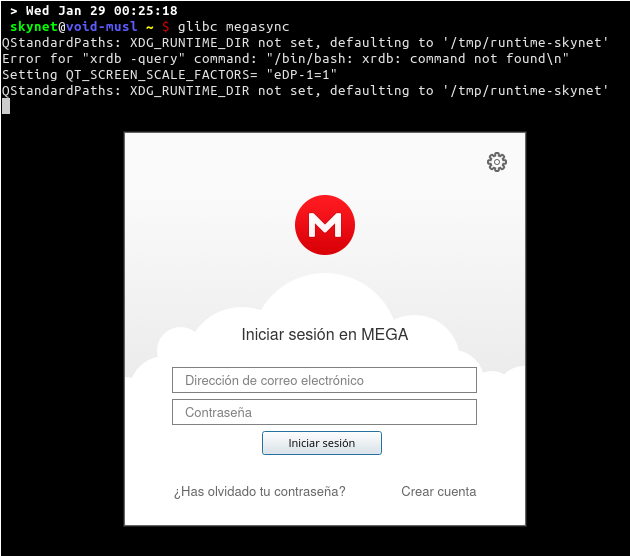 > Wed Jan 29 00:25:18
skynet@void-musl ~ $ glibc megasync
QStandardPaths: XDG_RUNTIME_DIR not set, defaulting to '/tmp/runtime-skynet'
Error for "xrdb -query" command: "/bin/bash: xrdb: command not found\n"
Setting QT_SCREEN_SCALE_FACTORS= "eDP-1=1"
QStandardPaths: XDG_RUNTIME_DIR not set, defaulting to '/tmp/runtime-skynet'
M
Iniciar sesión en MEGA
Dirección de correo electrónico
Contraseña
Iniciar sesión
¿Has olvidado tu contraseña? Crear cuenta